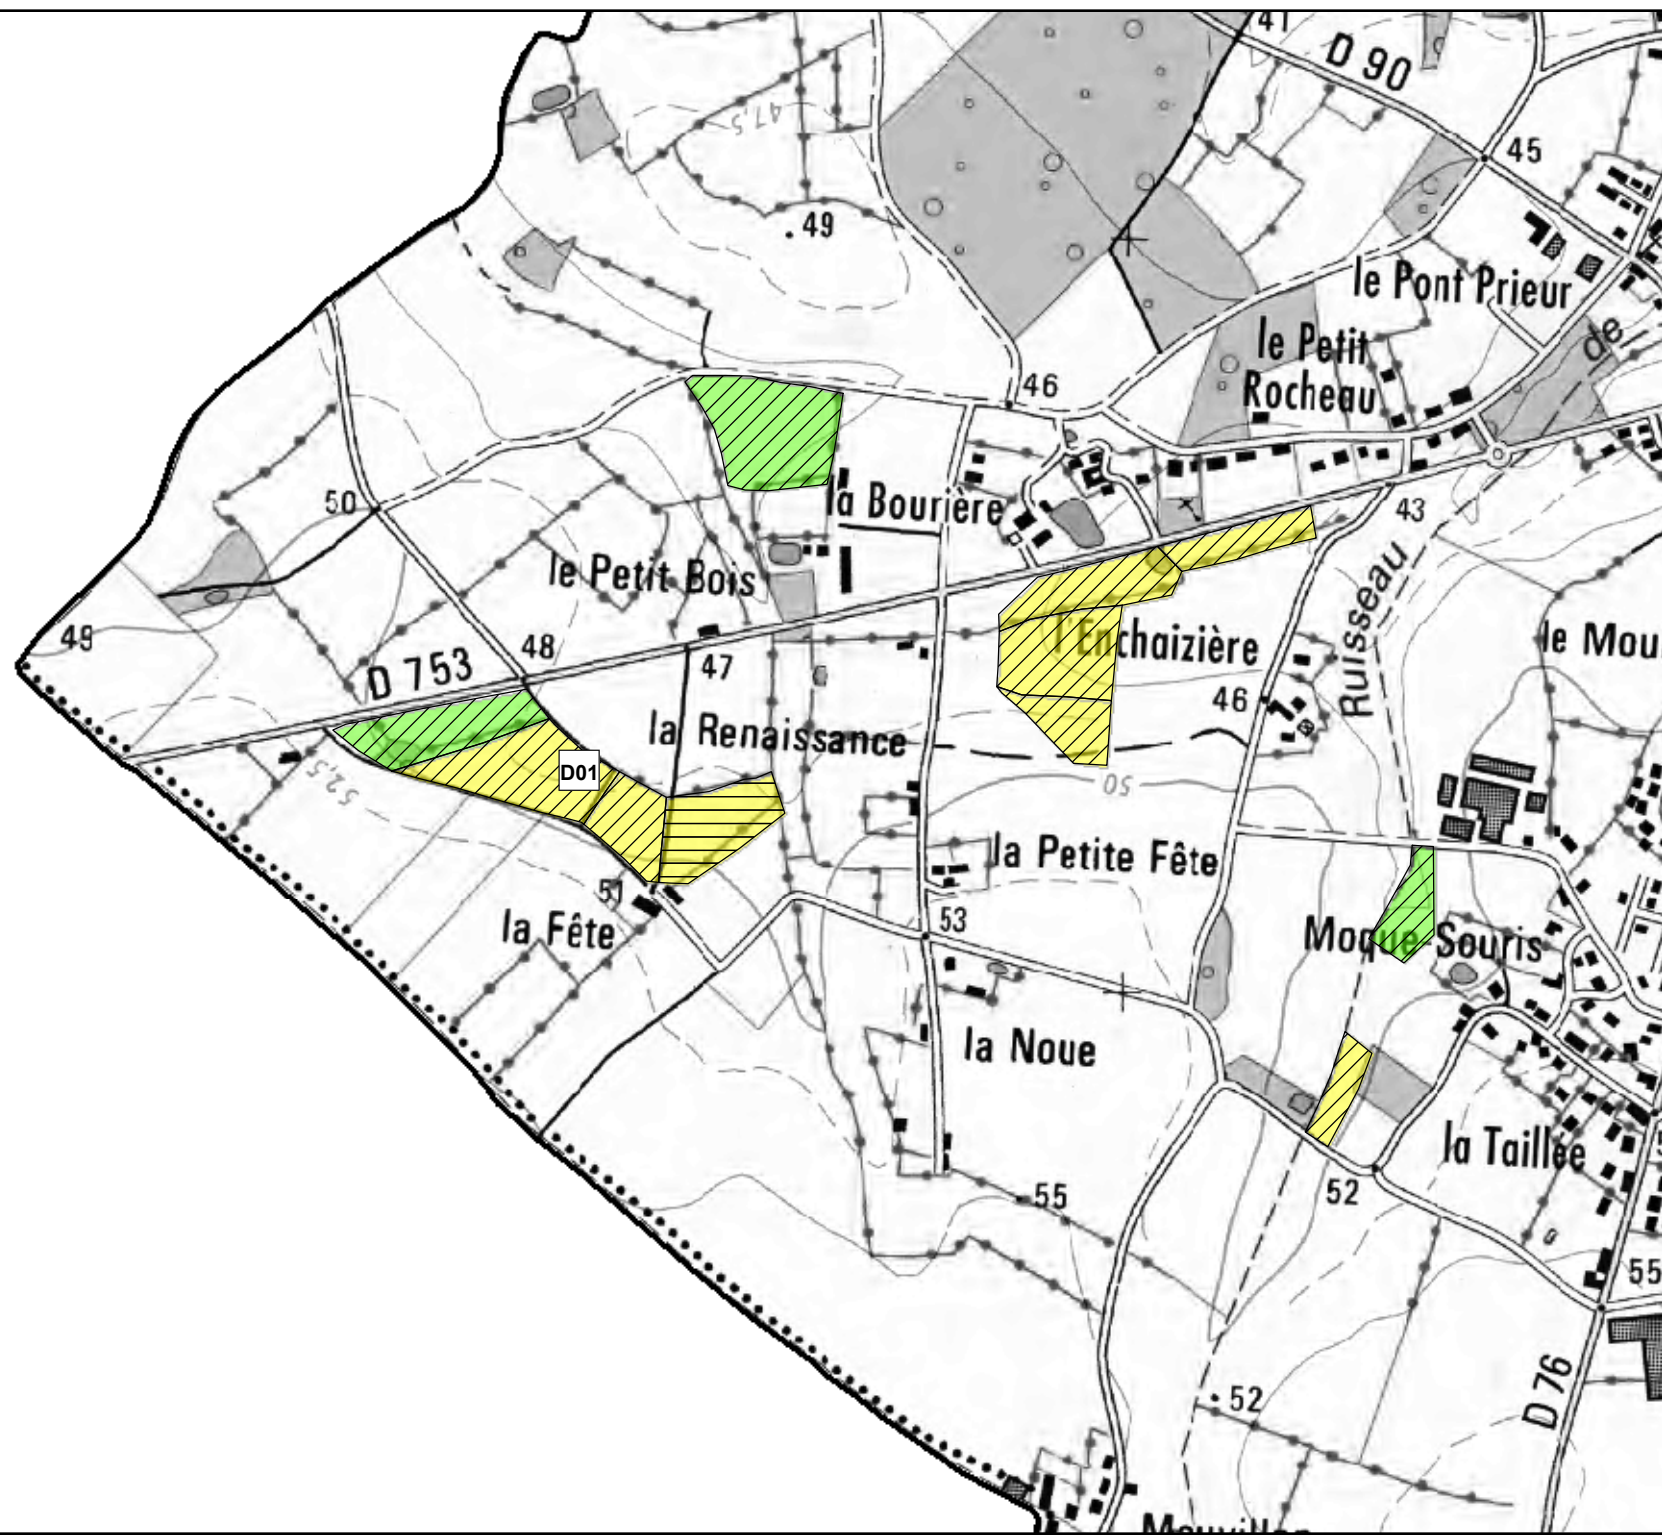 41
D 90
47,5
45
49
le Pont Prieur
de
le Petit
Rocheau
46
50
la Bourière
43
le Petit Bois
Ruisseau
49
48
l'Enchaizière
le Mou
47
D 753
46
la Renaissance
D01
52,5
50
la Petite Fête
51
la Fête
53
Moque-Souris
la Noue
la Taillée
52
55
55
52
D 76